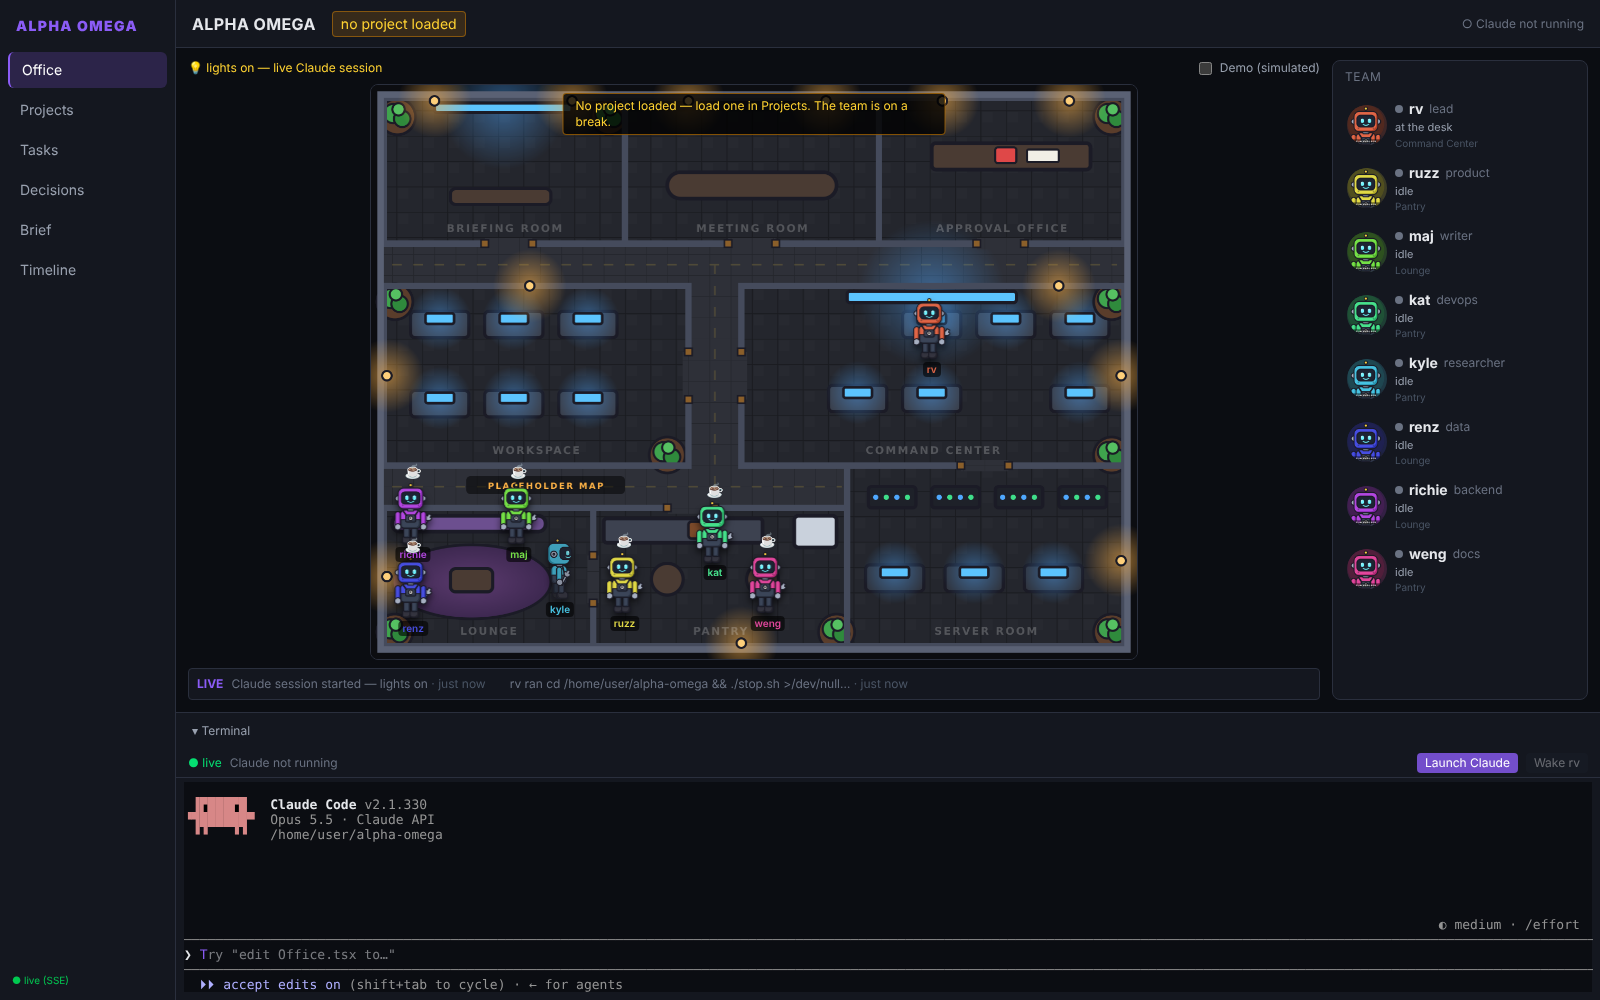 ALPHA OMEGA
Office
Projects
Tasks
Decisions
Brief
Timeline
live (SSE)
ALPHA OMEGA
no project loaded
Claude not running
💡 lights on — live Claude session
Demo (simulated)
No project loaded — load one in Projects. The team is on a
break.
BRIEFING ROOM
MEETING ROOM
APPROVAL OFFICE
rv
WORKSPACE
COMMAND CENTER
PLACEHOLDER MAP
richie
maj
kat
kyle
renz
ruzz
weng
LOUNGE
PANTRY
SERVER ROOM
LIVE Claude session started — lights on · just now rv ran cd /home/user/alpha-omega && ./stop.sh >/dev/null... · just now
TEAM
rv lead
at the desk
Command Center
ruzz product
idle
Pantry
maj writer
idle
Lounge
kat devops
idle
Pantry
kyle researcher
idle
Pantry
renz data
idle
Lounge
richie backend
idle
Lounge
weng docs
idle
Pantry
▾ Terminal
live Claude not running
Launch Claude
Wake rv
Claude Code v2.1.330
Opus 5.5 · Claude API
/home/user/alpha-omega
◐ medium · /effort
❯ Try "edit Office.tsx to…"
⏵⏵ accept edits on (shift+tab to cycle) · ← for agents